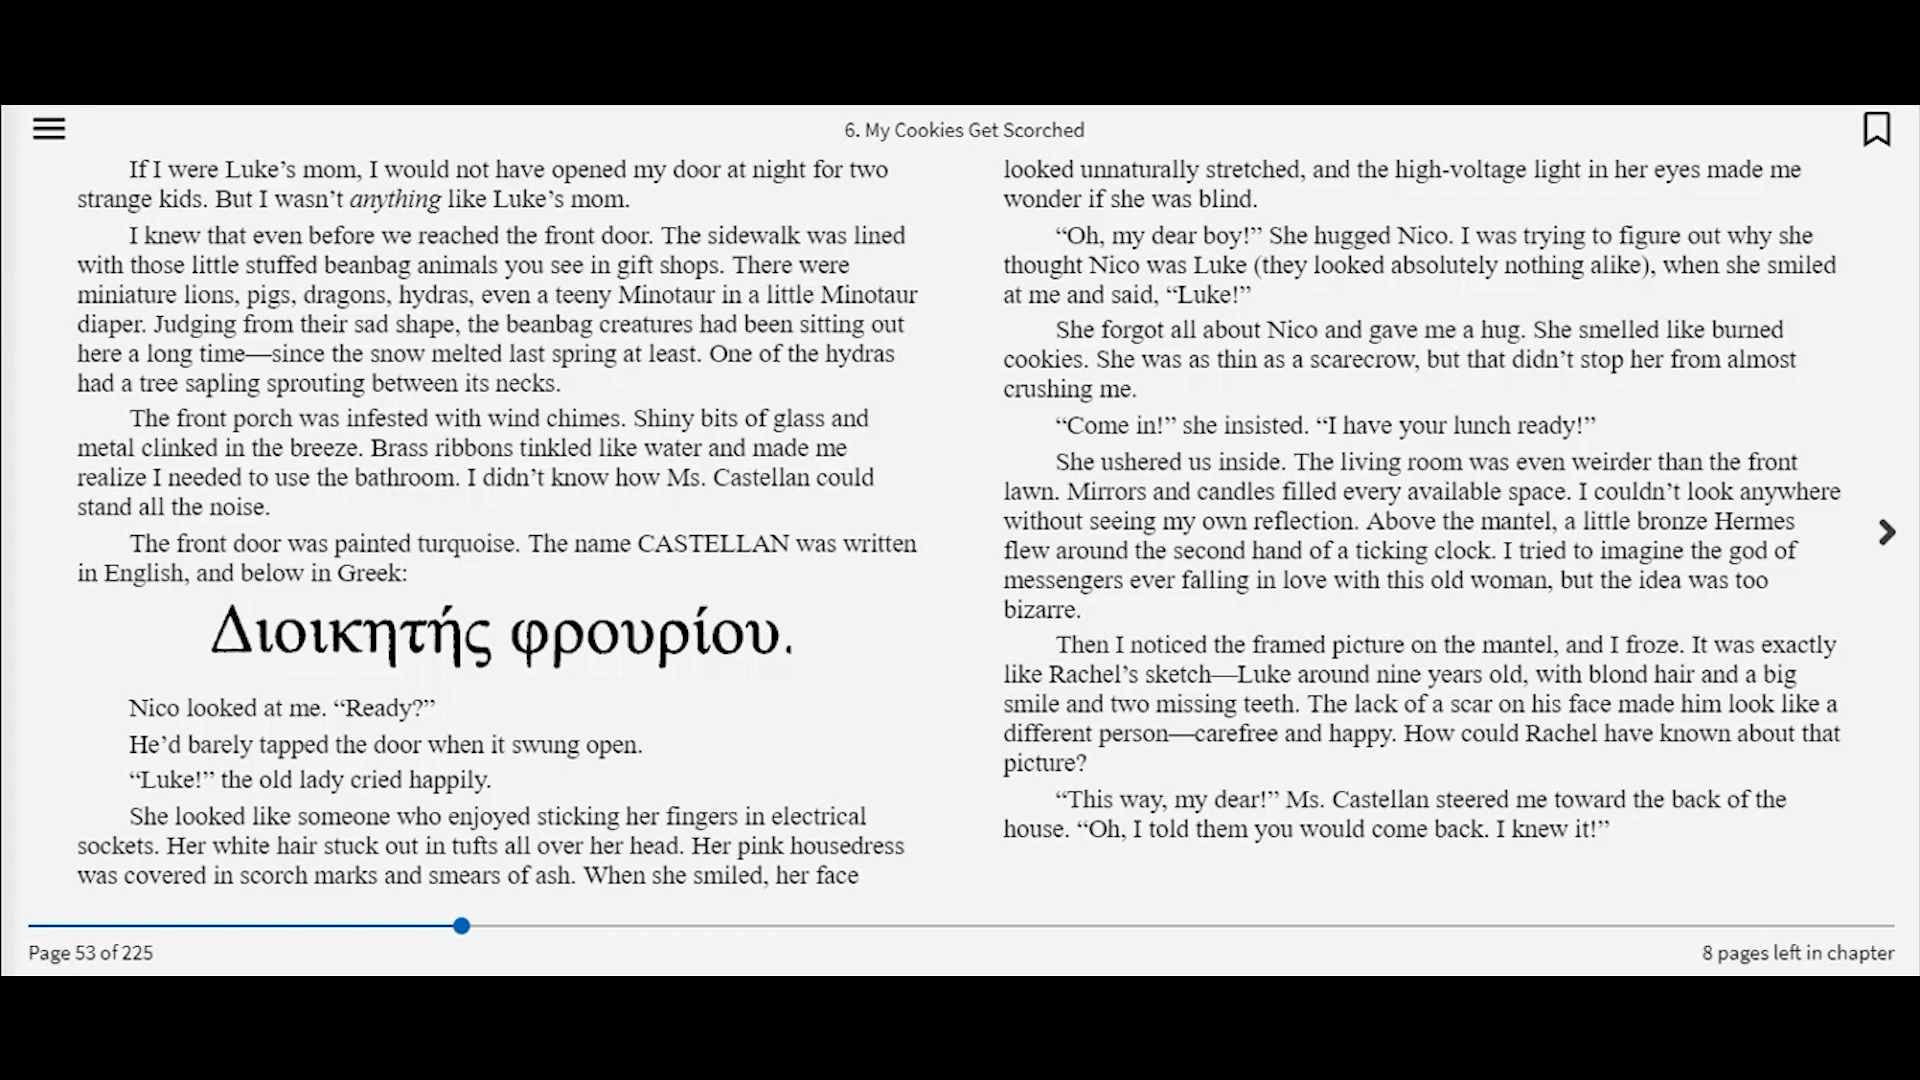 6. My Cookies Get Scorched
If I were Luke’s mom, I would not have opened my door at night for two
strange kids. But I wasn’t anything like Luke’s mom.
I knew that even before we reached the front door. The sidewalk was lined
with those little stuffed beanbag animals you see in gift shops. There were
miniature lions, pigs, dragons, hydras, even a teeny Minotaur in a little Minotaur
diaper. Judging from their sad shape, the beanbag creatures had been sitting out
here a long time—since the snow melted last spring at least. One of the hydras
had a tree sapling sprouting between its necks.
The front porch was infested with wind chimes. Shiny bits of glass and
metal clinked in the breeze. Brass ribbons tinkled like water and made me
realize I needed to use the bathroom. I didn’t know how Ms. Castellan could
stand all the noise.
The front door was painted turquoise. The name CASTELLAN was written
in English, and below in Greek:
Διοικητής φρουρίου.
Nico looked at me. “Ready?”
He’d barely tapped the door when it swung open.
“Luke!” the old lady cried happily.
She looked like someone who enjoyed sticking her fingers in electrical
sockets. Her white hair stuck out in tufts all over her head. Her pink housedress
was covered in scorch marks and smears of ash. When she smiled, her face
looked unnaturally stretched, and the high-voltage light in her eyes made me
wonder if she was blind.
“Oh, my dear boy!” She hugged Nico. I was trying to figure out why she
thought Nico was Luke (they looked absolutely nothing alike), when she smiled
at me and said, “Luke!”
She forgot all about Nico and gave me a hug. She smelled like burned
cookies. She was as thin as a scarecrow, but that didn’t stop her from almost
crushing me.
“Come in!” she insisted. “I have your lunch ready!”
She ushered us inside. The living room was even weirder than the front
lawn. Mirrors and candles filled every available space. I couldn’t look anywhere
without seeing my own reflection. Above the mantel, a little bronze Hermes
flew around the second hand of a ticking clock. I tried to imagine the god of
messengers ever falling in love with this old woman, but the idea was too
bizarre.
Then I noticed the framed picture on the mantel, and I froze. It was exactly
like Rachel’s sketch—Luke around nine years old, with blond hair and a big
smile and two missing teeth. The lack of a scar on his face made him look like a
different person—carefree and happy. How could Rachel have known about that
picture?
“This way, my dear!” Ms. Castellan steered me toward the back of the
house. “Oh, I told them you would come back. I knew it!”
Page 53 of 225
8 pages left in chapter